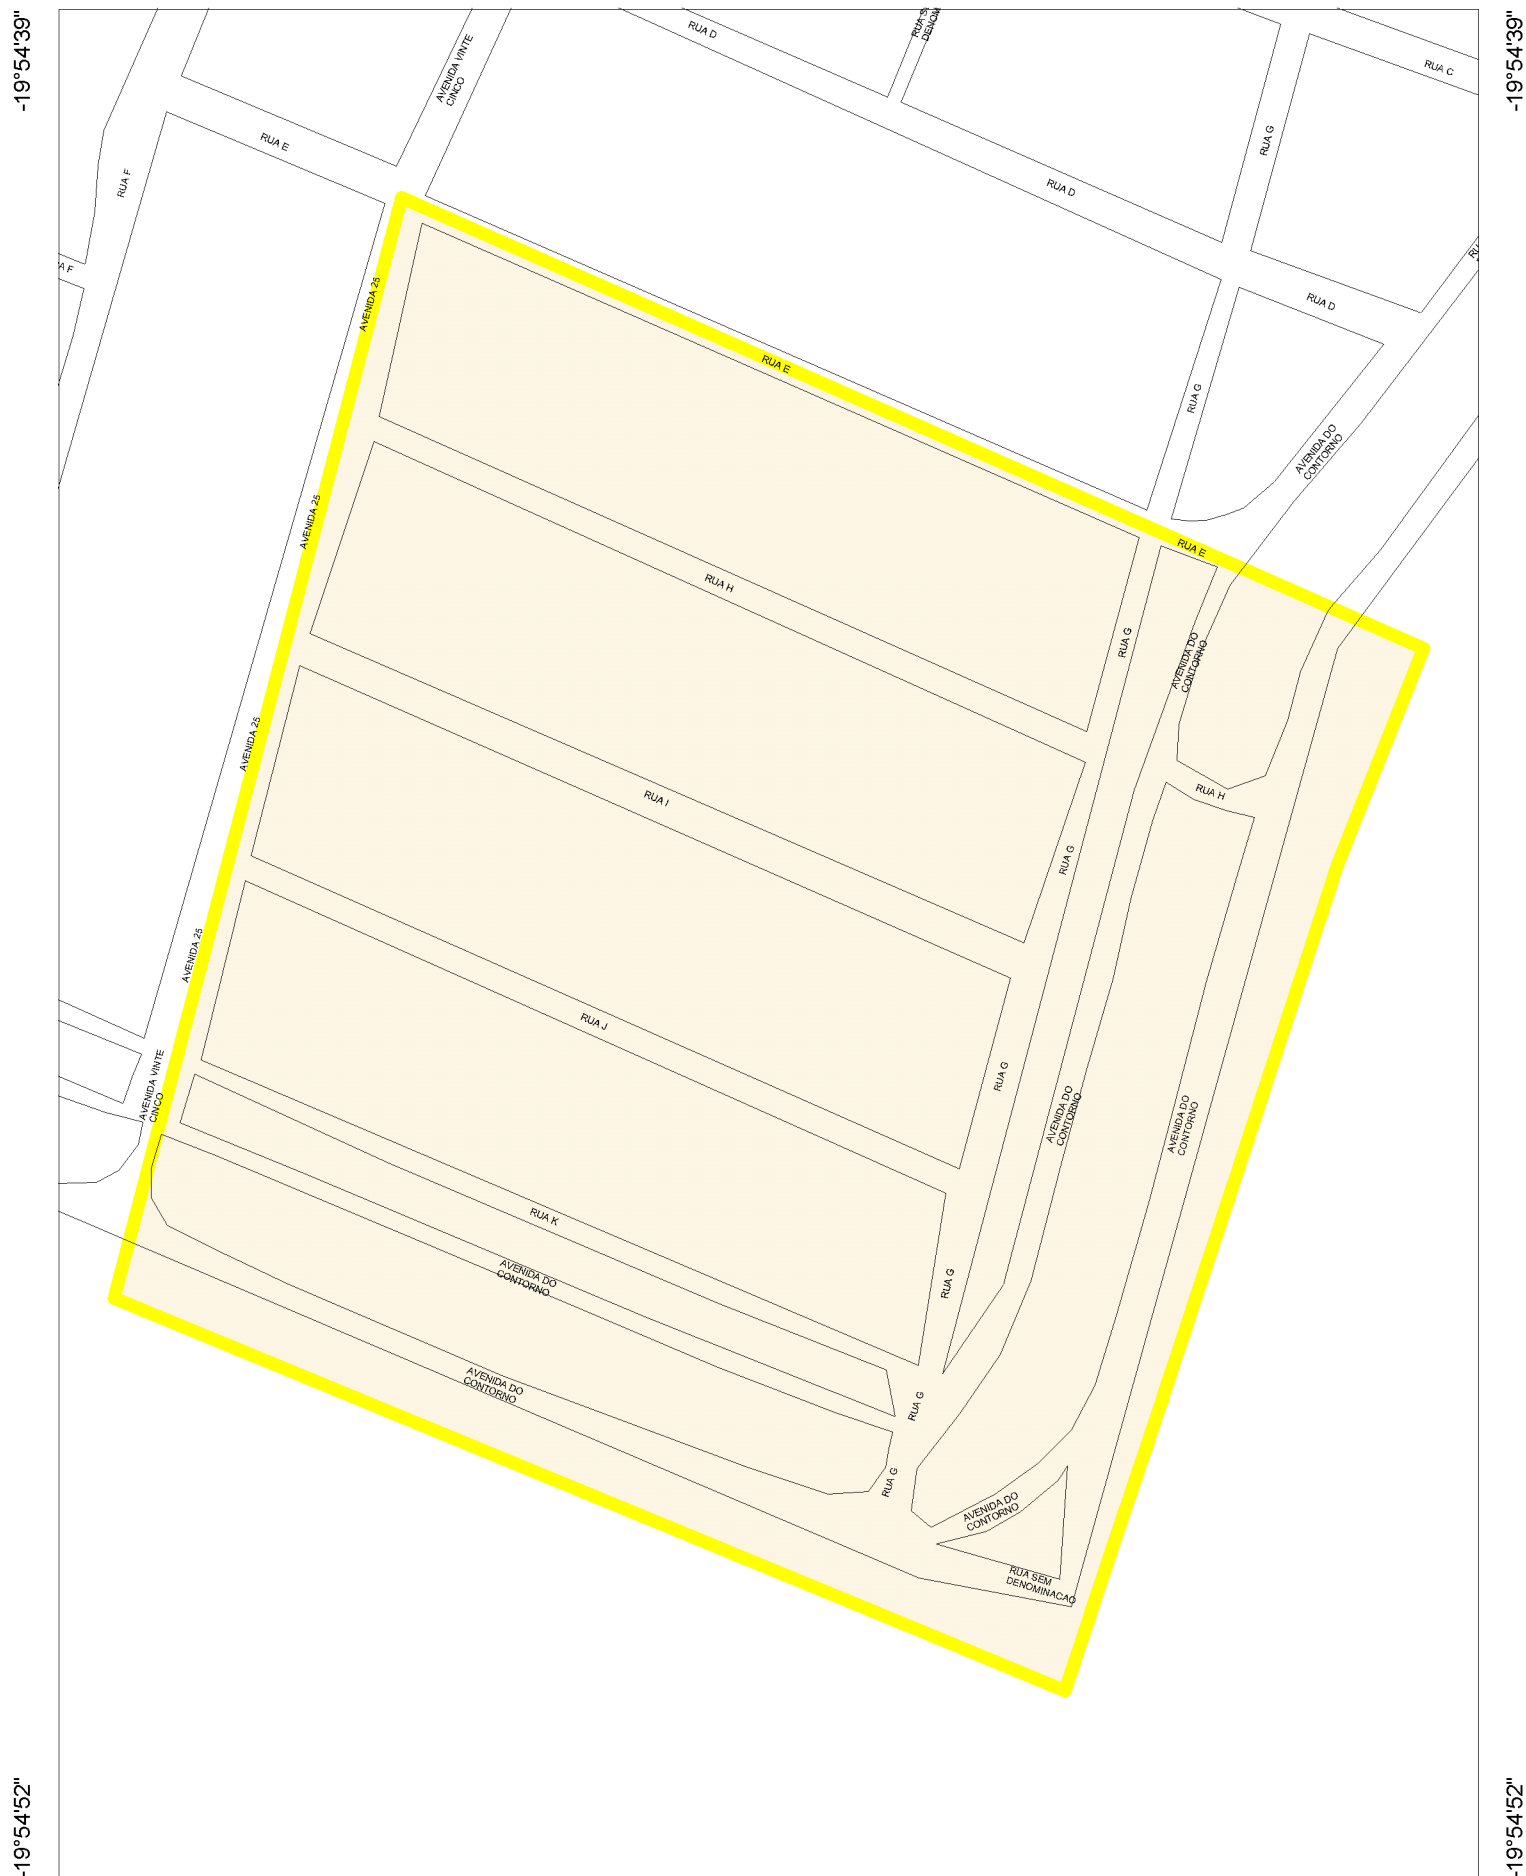 -19°54'39"
-19°54'39"
RUA D
AVENIDA VINTE
CINCO
RUA C
RUA E
RUA G
RUA F
RUA D
RUA D
AVENIDA 25
RUA E
RUA G
AVENIDA DO
CONTORNO
AVENIDA 25
RUA E
RUA H
RUA G
AVENIDA DO
CONTORNO
AVENIDA 25
RUA H
RUA I
RUA G
AVENIDA 25
RUA J
RUA G
AVENIDA VINTE
CINCO
AVENIDA DO
CONTORNO
AVENIDA DO
CONTORNO
RUA K
AVENIDA DO
CONTORNO
RUA G
AVENIDA DO
CONTORNO
RUA G
RUA G
AVENIDA DO
CONTORNO
RUA SEM
DENOMINACAO
-19°54'52"
-19°54'52"